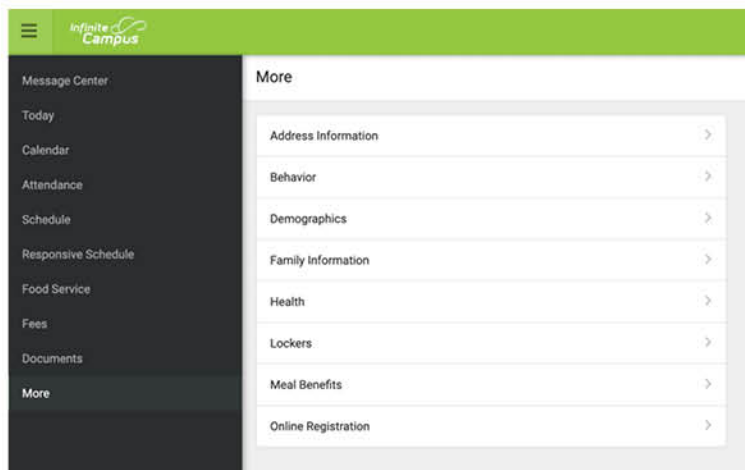 Infinite
Campus
Message Center
Today
Calendar
Attendance
Schedule
Responsive Schedule
Food Service
Fees
Documents
More
More
Address Information
Behavior
Demographics
Family Information
Health
Lockers
Meal Benefits
Online Registration